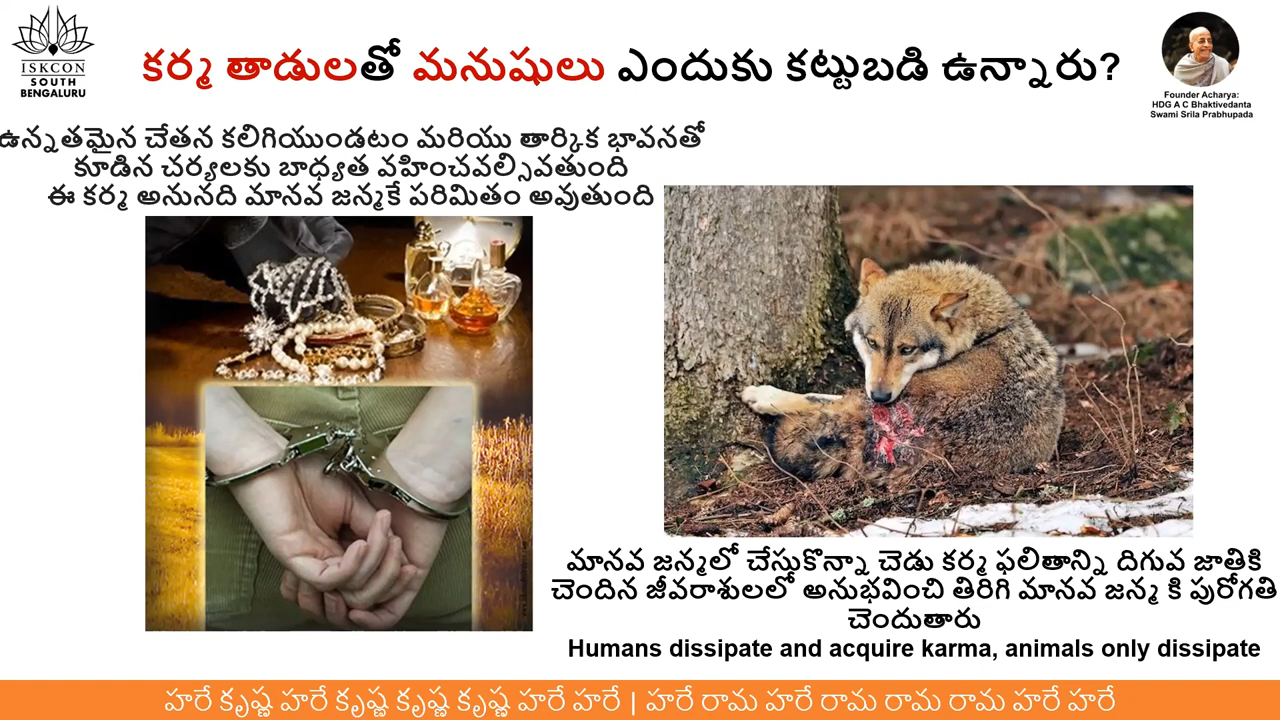 ISKCON
SOUTH
BENGALURU
కర్మ తాడులతో మనుషులు ఎందుకు కట్టుబడి ఉన్నారు?
Founder Acharya:
HDG A C Bhaktivedanta
Swami Srila Prabhupada
ఉన్నతమైన చేతన కలిగియుండటం మరియు తార్కిక భావనతో
కూడిన చర్యలకు బాధ్యత వహించవల్సివతుంది
ఈ కర్మ అనునది మానవ జన్మకే పరిమితం అవుతుంది
మానవ జన్మలో చేసుకొన్నా చెడు కర్మ ఫలితాన్ని దిగువ జాతికి
చెందిన జీవరాశులలో అనుభవించి తిరిగి మానవ జన్మ కి పురోగతి
చెందుతారు
Humans dissipate and acquire karma, animals only dissipate
హరే కృష్ణ హరే కృష్ణ కృష్ణ కృష్ణ హరే హరే | హరే రామ హరే రామ రామ రామ హరే హరే